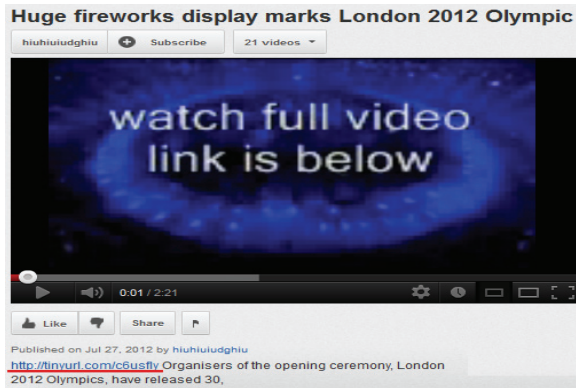 Huge fireworks display marks London 2012 Olympic
hiuhiuiudghiu Subscribe 21 videos
watch full video
link is below
0:01 / 2:21
Like Share
Published on Jul 27, 2012 by hiuhiuiudghiu
http://tinyurl.com/c6usfly Organisers of the opening ceremony, London
2012 Olympics, have released 30,